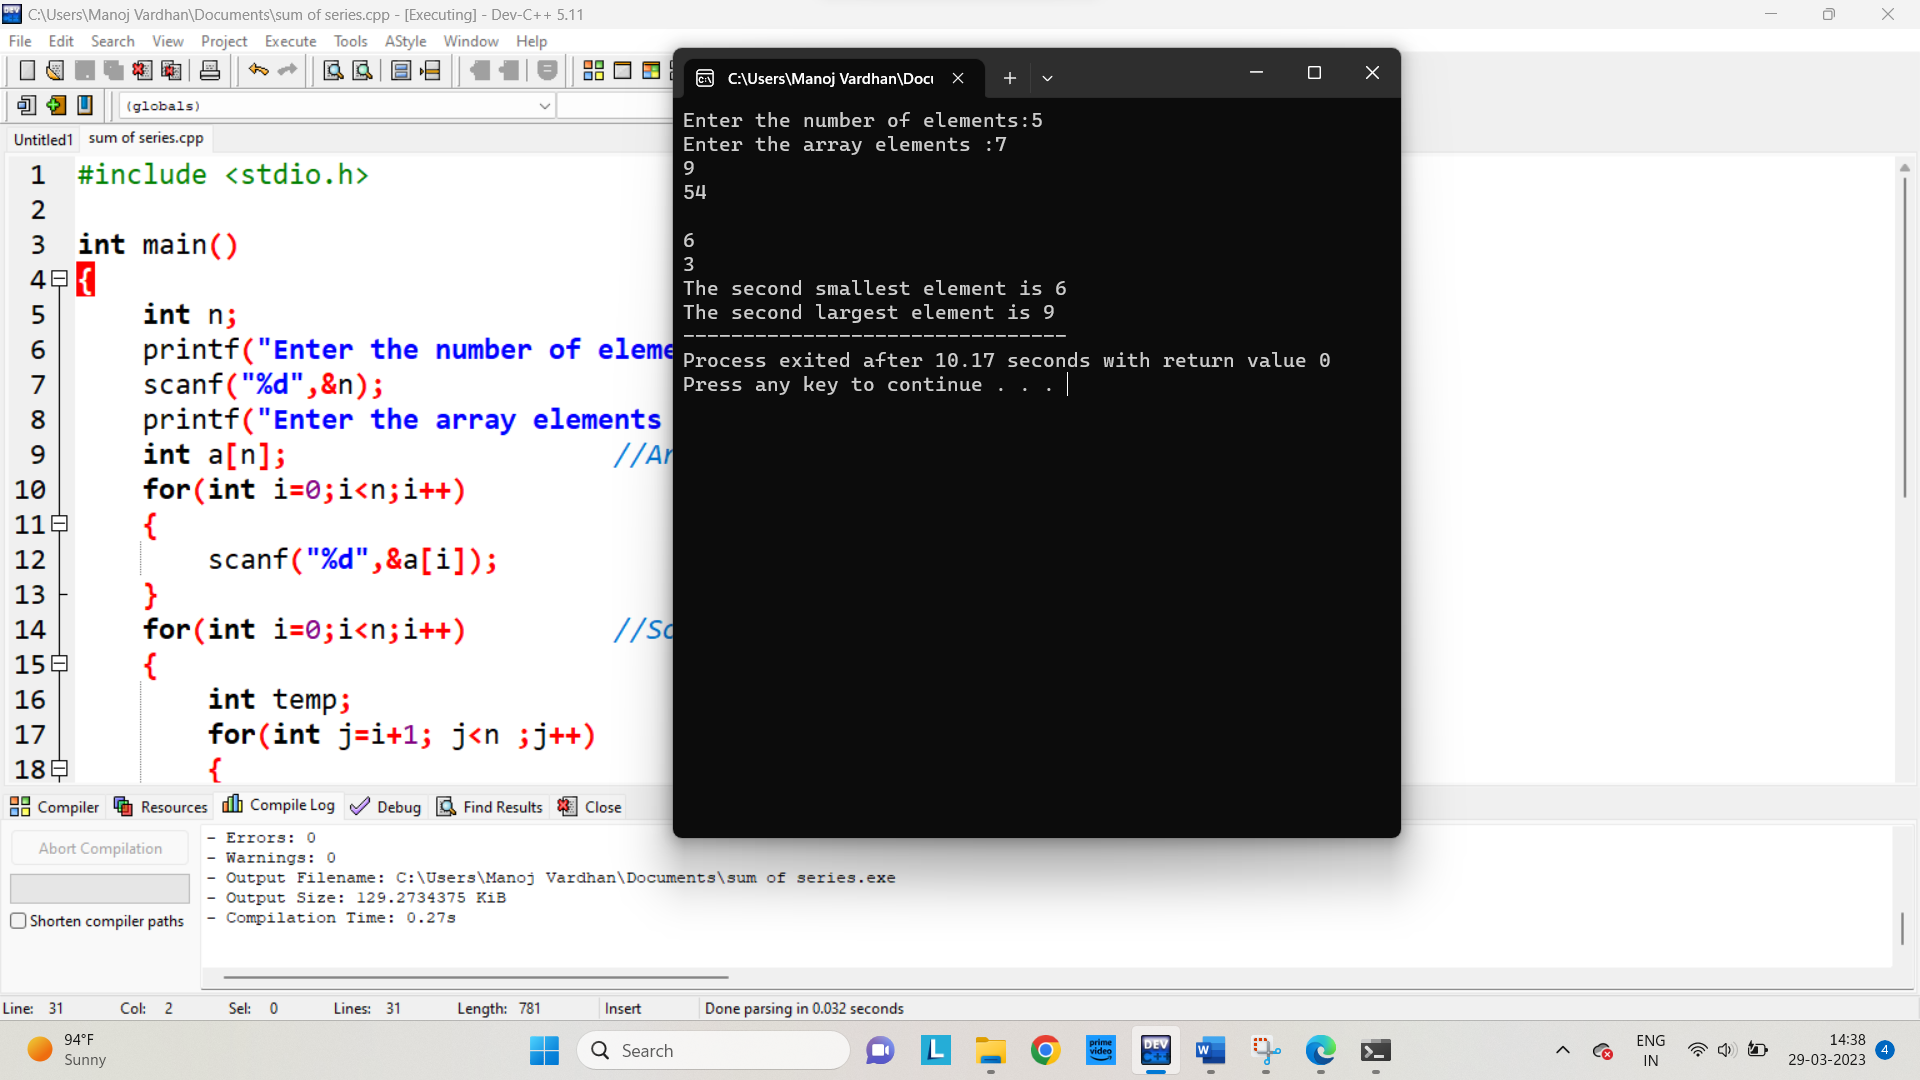 C:\Users\Manoj Vardhan\Documents\sum of series.cpp - [Executing] - Dev-C++ 5.11
File Edit Search View Project Execute Tools AStyle Window Help
(globals)
Untitled1 sum of series.cpp
1 #include <stdio.h>
2
3 int main()
4 {
5 int n;
6 printf("Enter the number of eleme
7 scanf("%d",&n);
8 printf("Enter the array elements
9 int a[n]; //Ar
10 for(int i=0;i<n;i++)
11 {
12 scanf("%d",&a[i]);
13 }
14 for(int i=0;i<n;i++) //So
15 {
16 int temp;
17 for(int j=i+1; j<n ;j++)
18 {
C:\Users\Manoj Vardhan\Docu
Enter the number of elements:5
Enter the array elements :7
9
54
6
3
The second smallest element is 6
The second largest element is 9
--------------------------------
Process exited after 10.17 seconds with return value 0
Press any key to continue . . .
Compiler Resources Compile Log Debug Find Results Close
Abort Compilation
Shorten compiler paths
- Errors: 0
- Warnings: 0
- Output Filename: C:\Users\Manoj Vardhan\Documents\sum of series.exe
- Output Size: 129.2734375 KiB
- Compilation Time: 0.27s
Line: 31 Col: 2 Sel: 0 Lines: 31 Length: 781 Insert Done parsing in 0.032 seconds
94°F
Sunny
Search
L
prime video
DEV C++
W
ENG
IN
14:38
29-03-2023
4